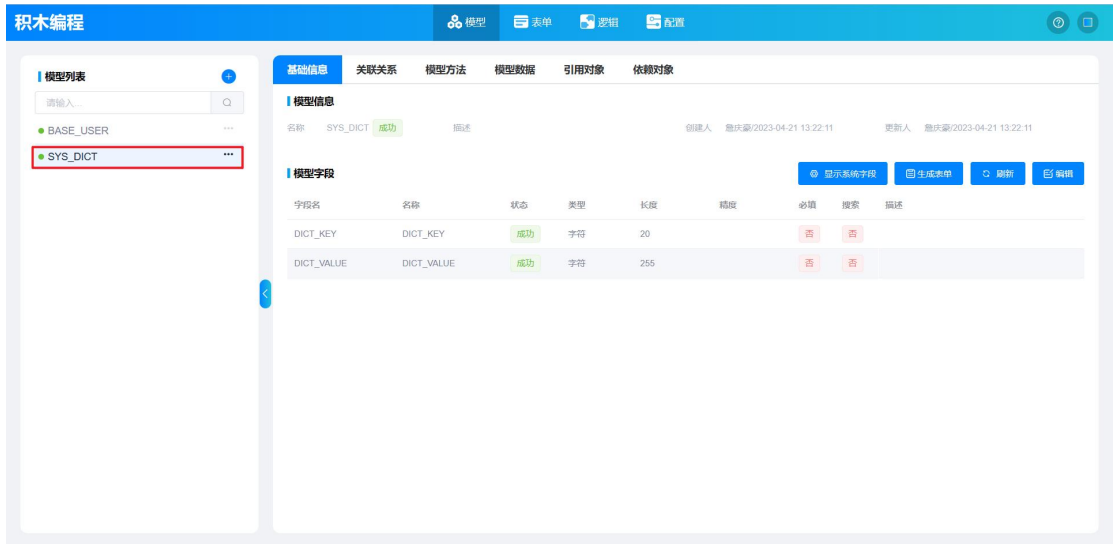 积木编程 模型 表单 逻辑 配置
模型列表
请输入...
BASE_USER
SYS_DICT
基础信息 关联关系 模型方法 模型数据 引用对象 依赖对象
模型信息
名称 SYS_DICT 成功 描述 创建人 詹庆豪/2023-04-21 13:22:11 更新人 詹庆豪/2023-04-21 13:22:11
模型字段 显示系统字段 生成表单 刷新 编辑
字段名 名称 状态 类型 长度 精度 必填 搜索 描述
DICT_KEY DICT_KEY 成功 字符 20 否 否
DICT_VALUE DICT_VALUE 成功 字符 255 否 否